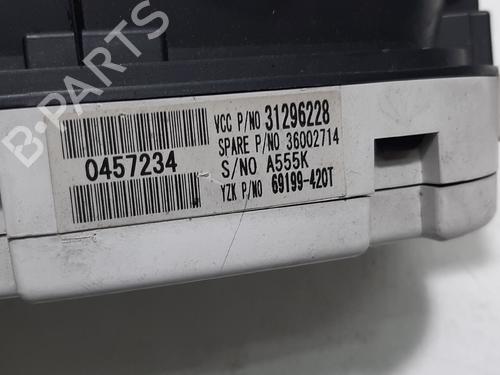 B-Parts
0457234
VCC P/NO 31296228
SPARE P/NO 36002714
S/NO A555K
YZK P/NO 69199-420T